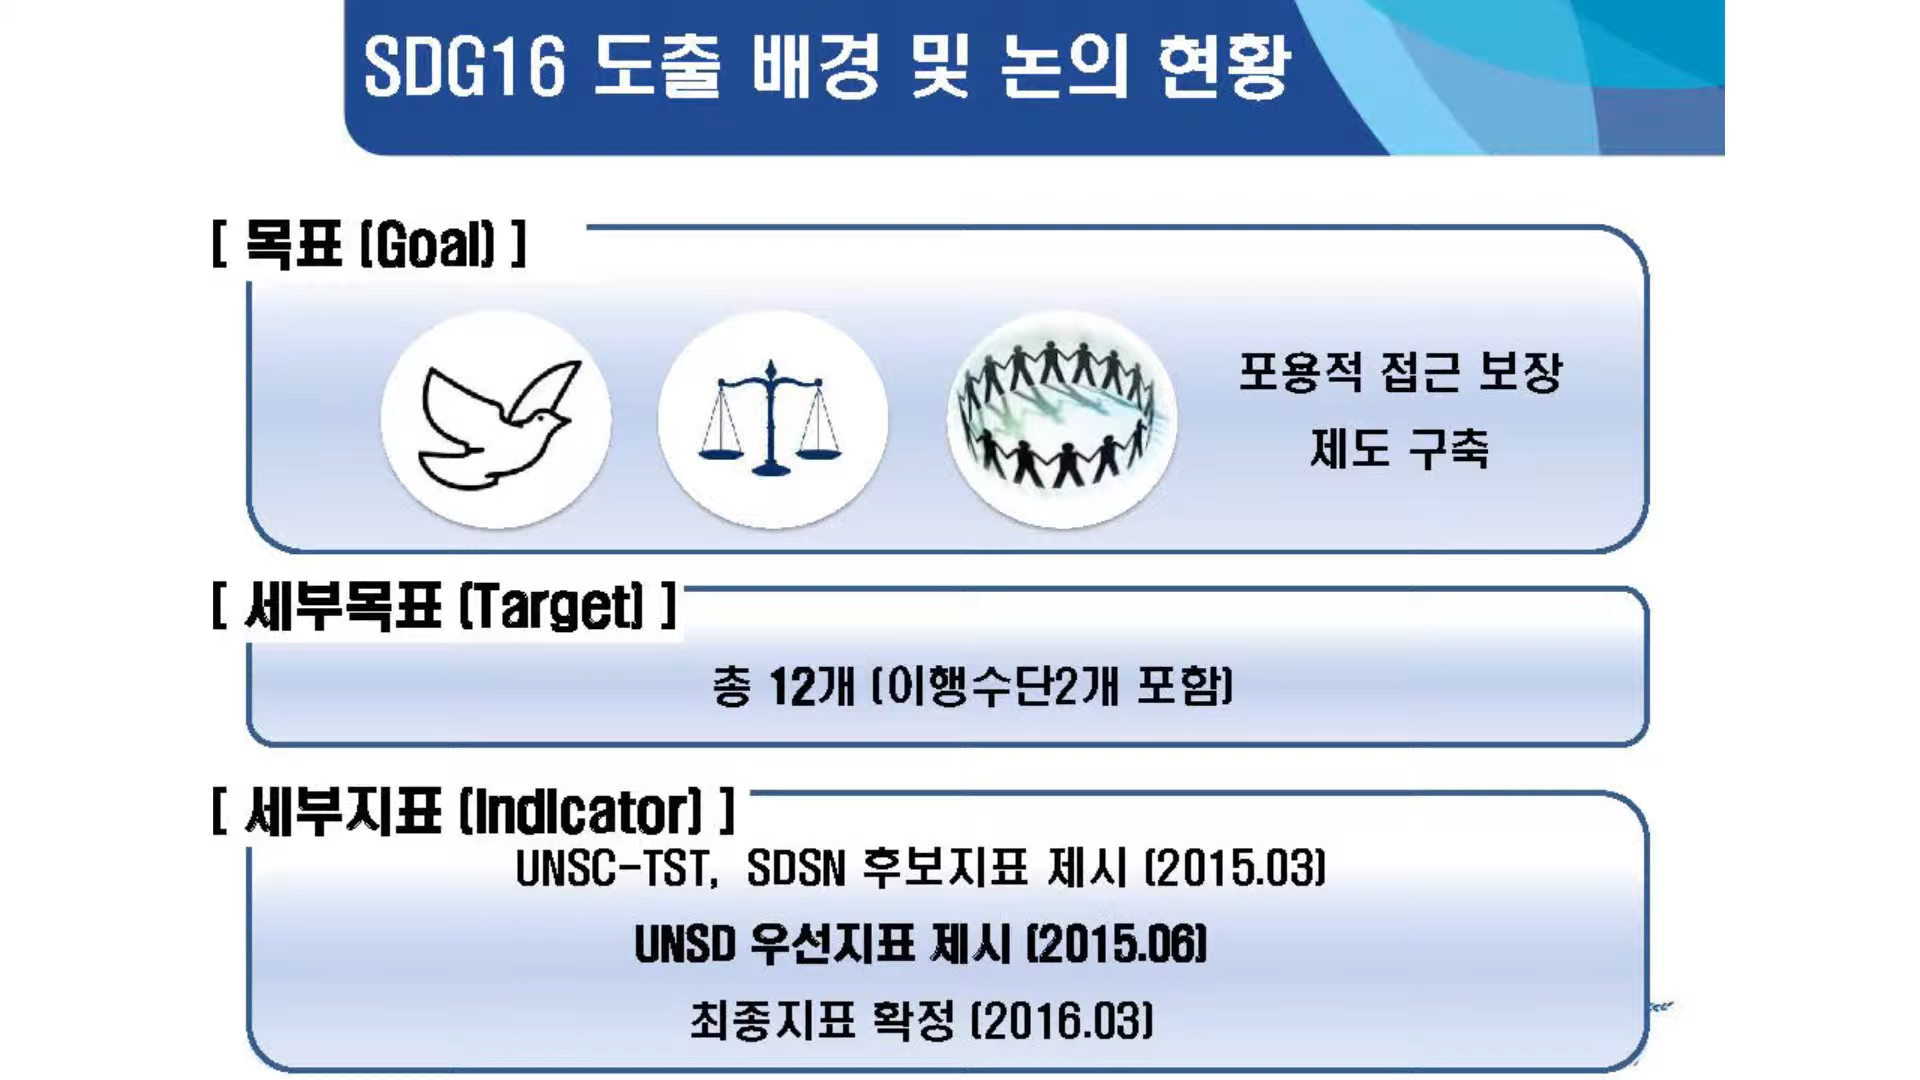 SDG16 도출 배경 및 논의 현황
[ 목표 (Goal) ]
포용적 접근 보장
제도 구축
[ 세부목표 (Target) ]
총 12개 (이행수단2개 포함)
[ 세부지표 (Indicator) ]
UNSC-TST, SDSN 후보지표 제시 (2015.03)
UNSD 우선지표 제시 (2015.06)
최종지표 확정 (2016.03)